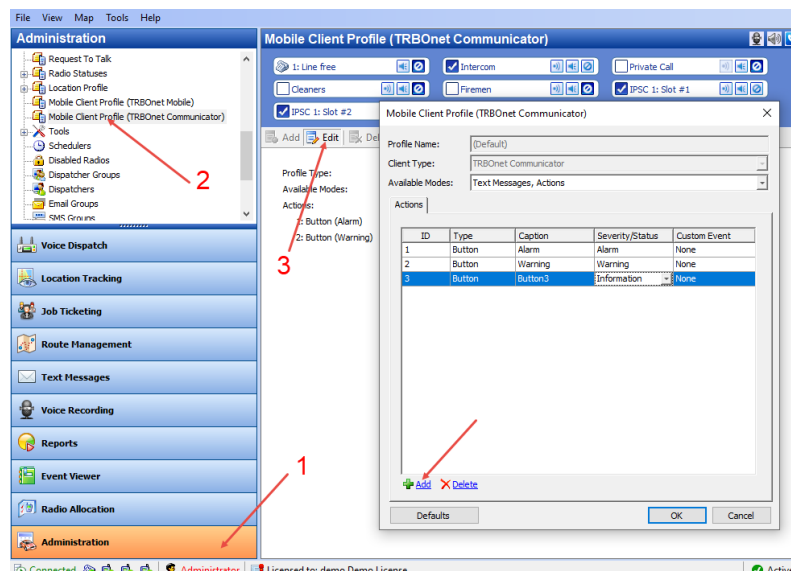 File View Map Tools Help
Administration
Request To Talk
Radio Statuses
Location Profile
Mobile Client Profile (TRBOnet Mobile)
Mobile Client Profile (TRBOnet Communicator)
Tools
Schedulers
Disabled Radios
Dispatcher Groups
Dispatchers
Email Groups
SMS Groups
2
Voice Dispatch
Location Tracking
Job Ticketing
Route Management
Text Messages
Voice Recording
Reports
Event Viewer
Radio Allocation
Administration
1
Mobile Client Profile (TRBOnet Communicator)
1: Line free
Intercom
Private Call
Cleaners
Firemen
IPSC 1: Slot #1
IPSC 1: Slot #2
Add Edit
Profile Type:
Available Modes:
Actions:
1: Button (Alarm)
2: Button (Warning)
3
Mobile Client Profile (TRBOnet Communicator)
Profile Name: (Default)
Client Type: TRBOnet Communicator
Available Modes: Text Messages, Actions
Actions
ID Type Caption Severity/Status Custom Event
1 Button Alarm Alarm None
2 Button Warning Warning None
3 Button Button3 Information None
Add Delete
Defaults OK Cancel
Connected Administrator Licensed to: demo Demo License Active